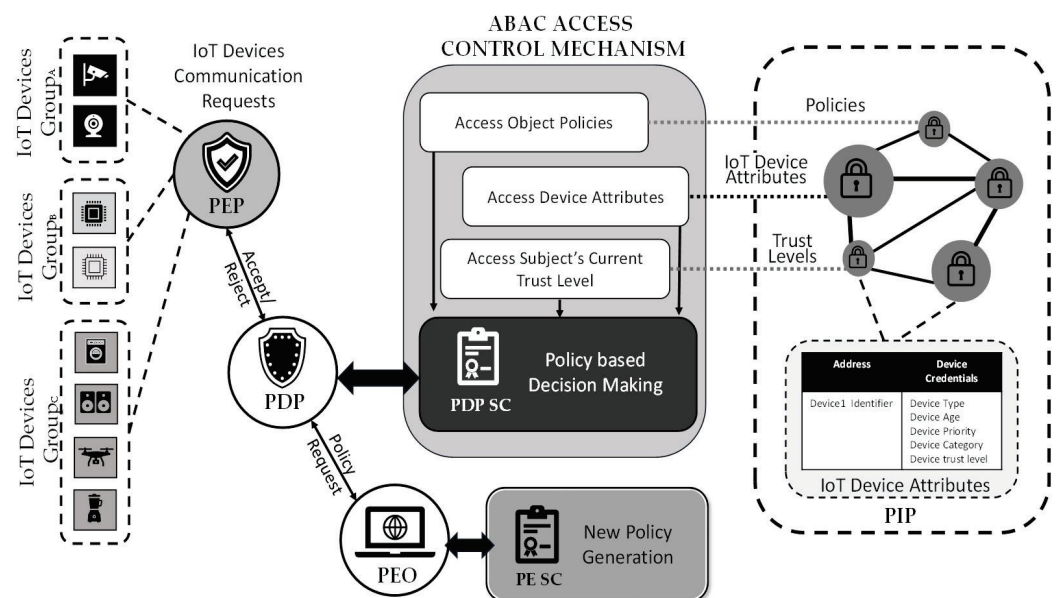 ABAC ACCESS
CONTROL MECHANISM
IoT Devices
Group_A
IoT Devices
Communication
Requests
PEP
IoT Devices
Group_B
Accept/
Reject
IoT Devices
Group_C
PDP
Policy
Request
PEO
Access Object Policies
Access Device Attributes
Access Subject's Current
Trust Level
Policy based
Decision Making
PDP SC
New Policy
Generation
PE SC
Policies
IoT Device
Attributes
Trust
Levels
Address
Device
Credentials
Device1 Identifier
Device Type
Device Age
Device Priority
Device Category
Device trust level
IoT Device Attributes
PIP